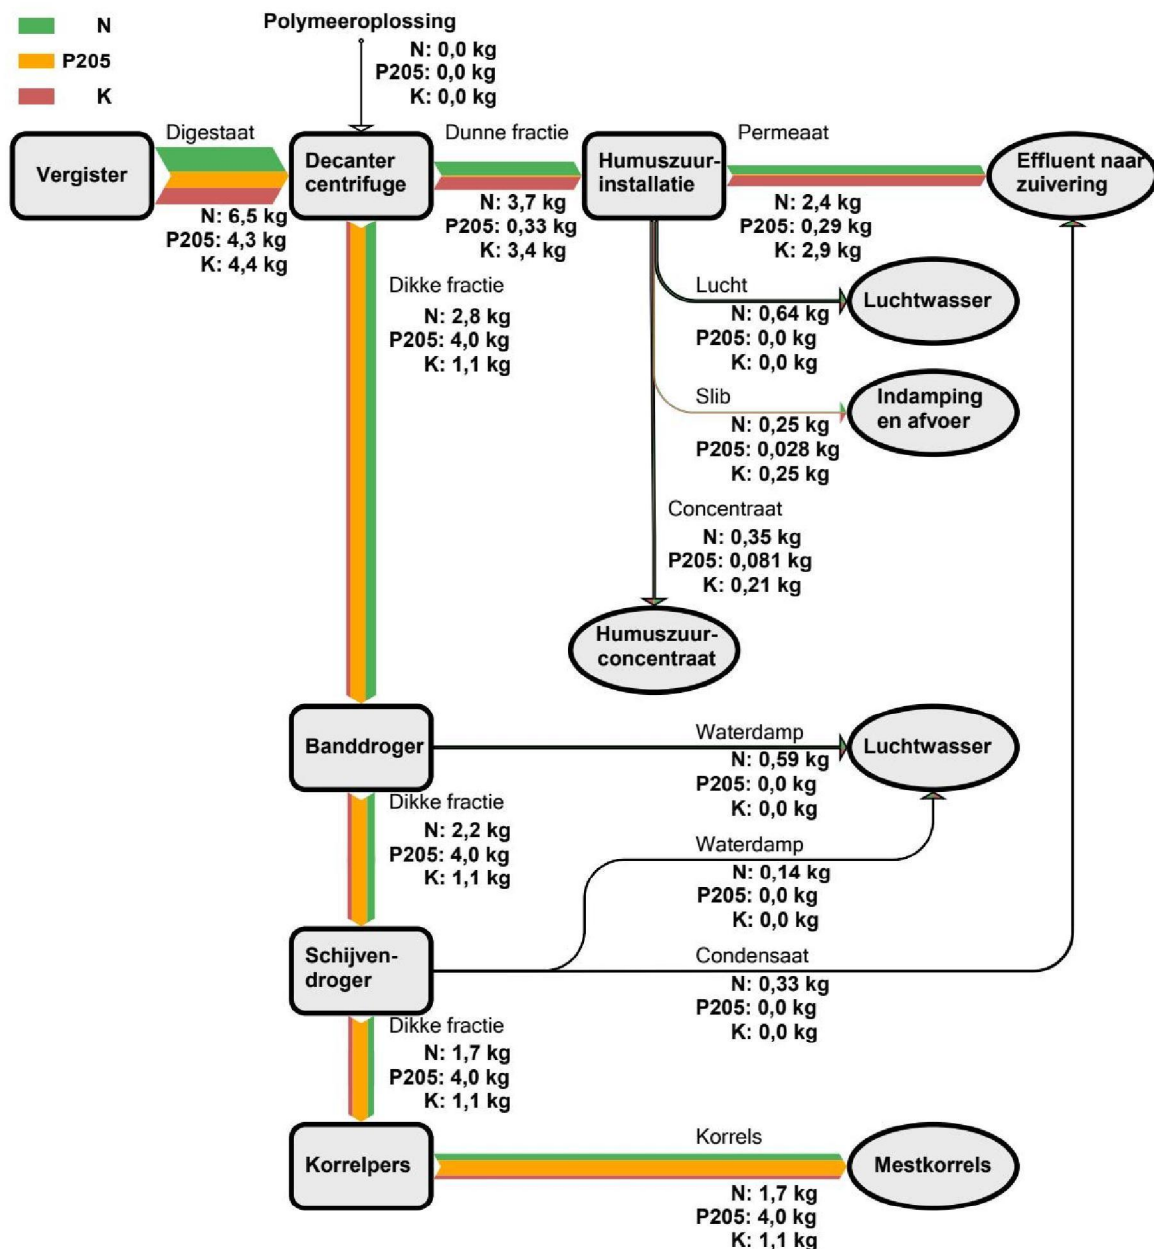 N
P205
K
Polymeeroplossing
N: 0,0 kg
P205: 0,0 kg
K: 0,0 kg
Digestaat
Dunne fractie
Permeaat
Vergister
Decanter
centrifuge
Humuszuur-
installatie
Effluent naar
zuivering
N: 6,5 kg
P205: 4,3 kg
K: 4,4 kg
N: 3,7 kg
P205: 0,33 kg
K: 3,4 kg
N: 2,4 kg
P205: 0,29 kg
K: 2,9 kg
Dikke fractie
N: 2,8 kg
P205: 4,0 kg
K: 1,1 kg
Lucht
N: 0,64 kg
P205: 0,0 kg
K: 0,0 kg
Luchtwasser
Slib
N: 0,25 kg
P205: 0,028 kg
K: 0,25 kg
Indamping
en afvoer
Concentraat
N: 0,35 kg
P205: 0,081 kg
K: 0,21 kg
Humuszuur-
concentraat
Banddroger
Waterdamp
N: 0,59 kg
P205: 0,0 kg
K: 0,0 kg
Luchtwasser
Dikke fractie
N: 2,2 kg
P205: 4,0 kg
K: 1,1 kg
Waterdamp
N: 0,14 kg
P205: 0,0 kg
K: 0,0 kg
Schijven-
droger
Condensaat
N: 0,33 kg
P205: 0,0 kg
K: 0,0 kg
Dikke fractie
N: 1,7 kg
P205: 4,0 kg
K: 1,1 kg
Korrelpers
Korrels
N: 1,7 kg
P205: 4,0 kg
K: 1,1 kg
Mestkorrels